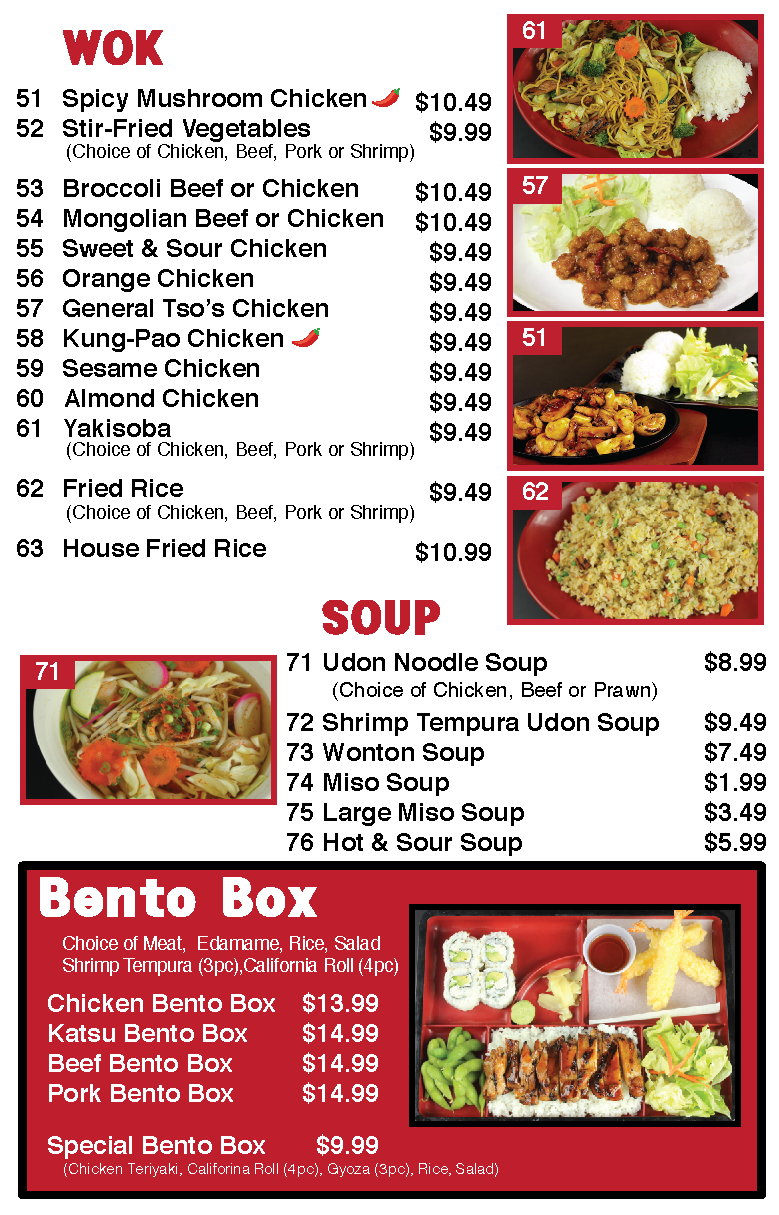 WOK
51 Spicy Mushroom Chicken $10.49
52 Stir-Fried Vegetables $9.99
(Choice of Chicken, Beef, Pork or Shrimp)
53 Broccoli Beef or Chicken $10.49
54 Mongolian Beef or Chicken $10.49
55 Sweet & Sour Chicken $9.49
56 Orange Chicken $9.49
57 General Tso's Chicken $9.49
58 Kung-Pao Chicken $9.49
59 Sesame Chicken $9.49
60 Almond Chicken $9.49
61 Yakisoba $9.49
(Choice of Chicken, Beef, Pork or Shrimp)
62 Fried Rice $9.49
(Choice of Chicken, Beef, Pork or Shrimp)
63 House Fried Rice $10.99
61
57
51
62
SOUP
71
71 Udon Noodle Soup $8.99
(Choice of Chicken, Beef or Prawn)
72 Shrimp Tempura Udon Soup $9.49
73 Wonton Soup $7.49
74 Miso Soup $1.99
75 Large Miso Soup $3.49
76 Hot & Sour Soup $5.99
Bento Box
Choice of Meat, Edamame, Rice, Salad
Shrimp Tempura (3pc),California Roll (4pc)
Chicken Bento Box $13.99
Katsu Bento Box $14.99
Beef Bento Box $14.99
Pork Bento Box $14.99
Special Bento Box $9.99
(Chicken Teriyaki, Califorina Roll (4pc), Gyoza (3pc), Rice, Salad)